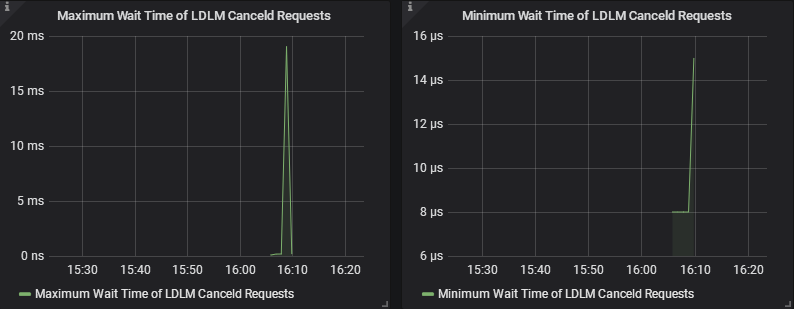 i
Maximum Wait Time of LDLM Canceld Requests
20 ms
15 ms
10 ms
5 ms
0 ns
15:30 15:40 15:50 16:00 16:10 16:20
Maximum Wait Time of LDLM Canceld Requests
i
Minimum Wait Time of LDLM Canceld Requests
16 µs
14 µs
12 µs
10 µs
8 µs
6 µs
15:30 15:40 15:50 16:00 16:10 16:20
Minimum Wait Time of LDLM Canceld Requests